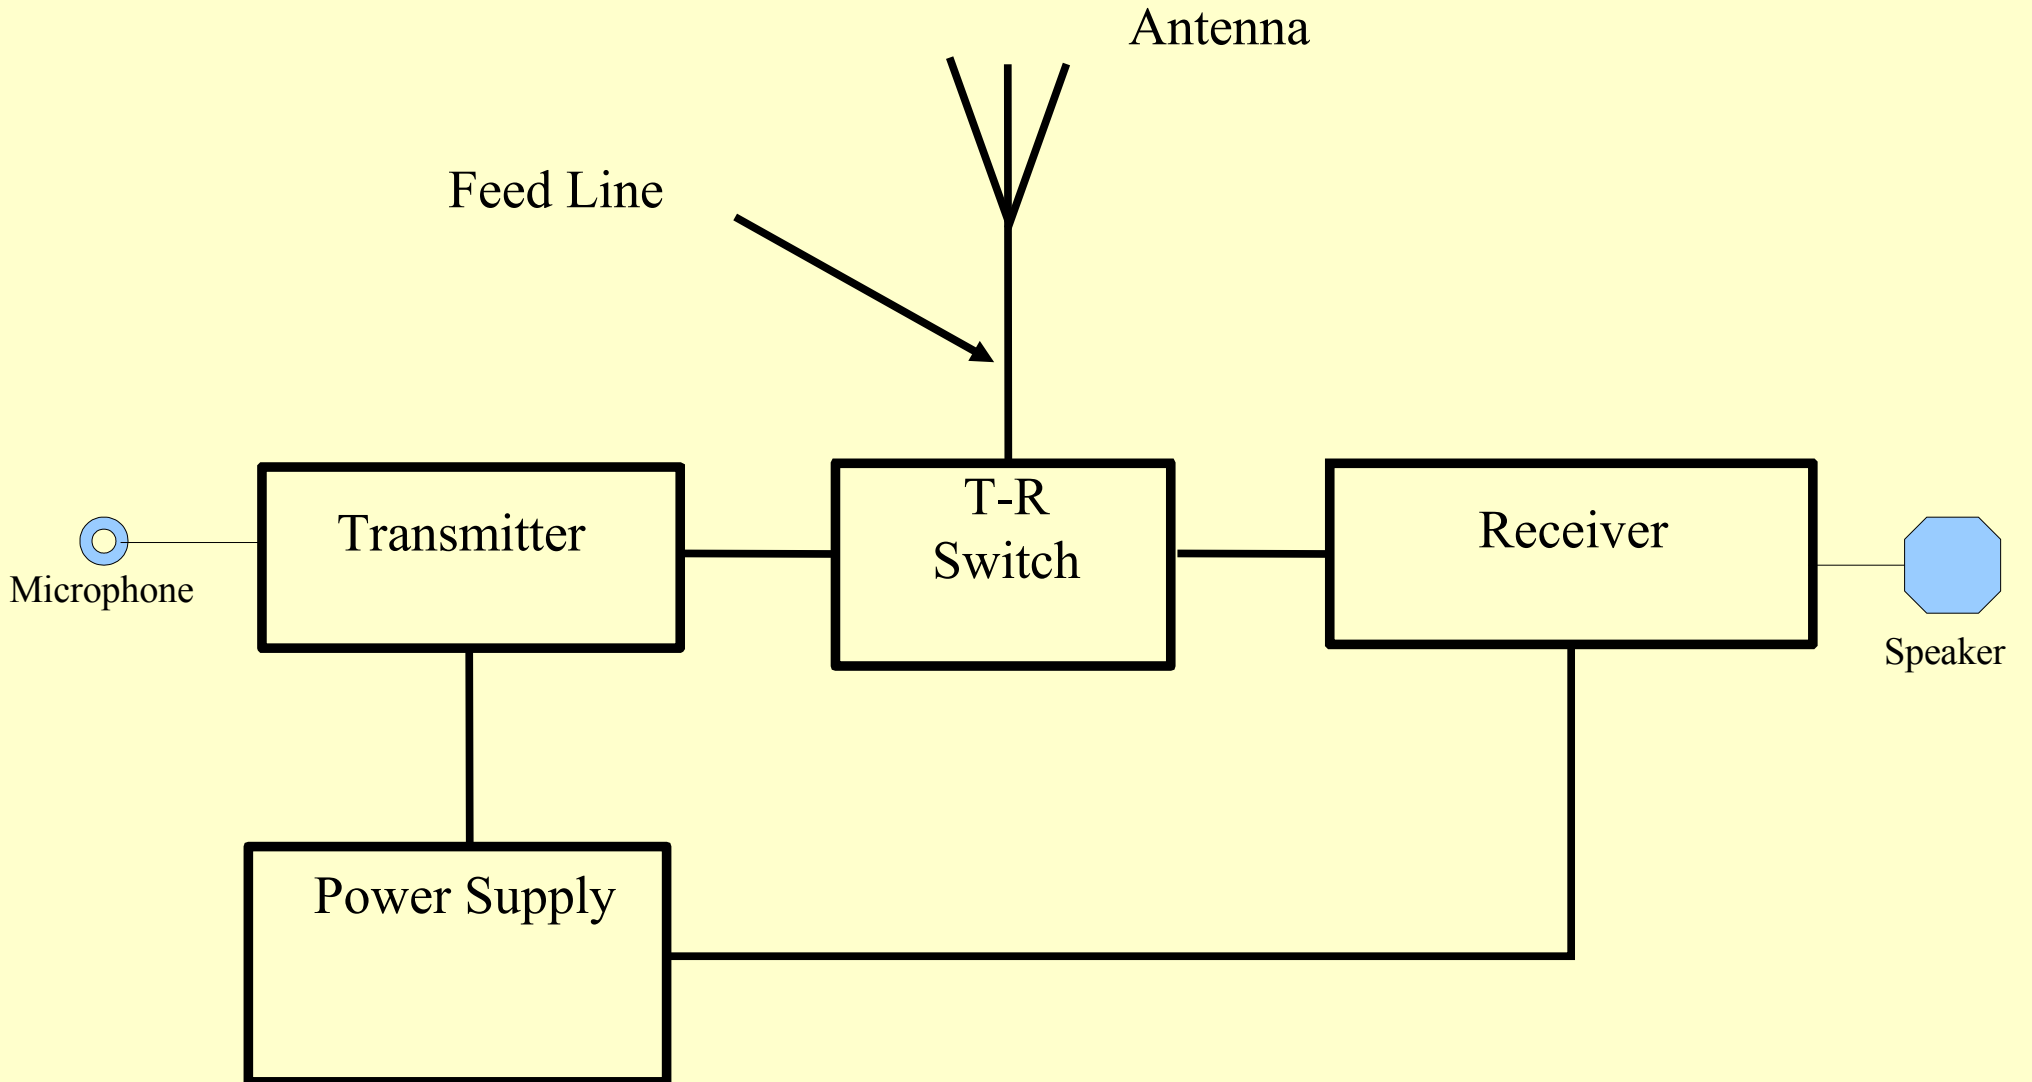 Antenna
Feed Line
T-R
Switch
Transmitter
Receiver
Microphone
Speaker
Power Supply